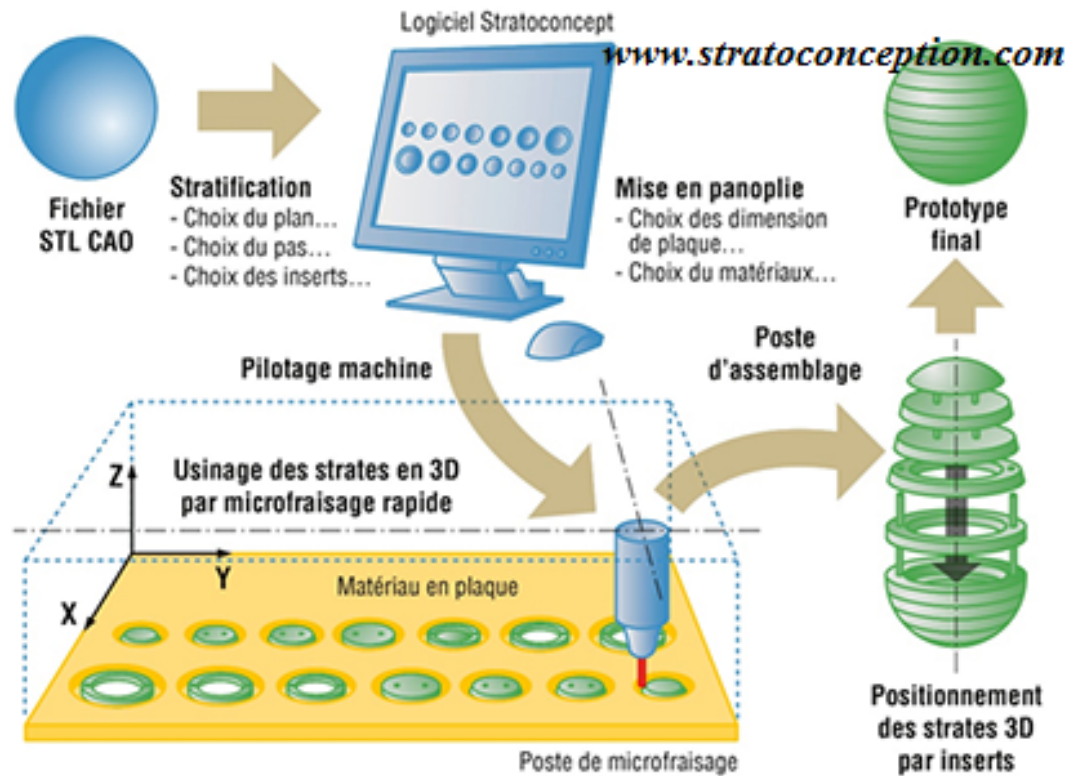 Logiciel Stratoconcept
www.stratoconception.com
Fichier
STL CAO
Stratification
- Choix du plan...
- Choix du pas...
- Choix des inserts...
Mise en panoplie
- Choix des dimension
de plaque...
- Choix du matériaux...
Prototype
final
Pilotage machine
Poste
d'assemblage
Usinage des strates en 3D
par microfraisage rapide
Z
Y
X
Matériau en plaque
Poste de microfraisage
Positionnement
des strates 3D
par inserts